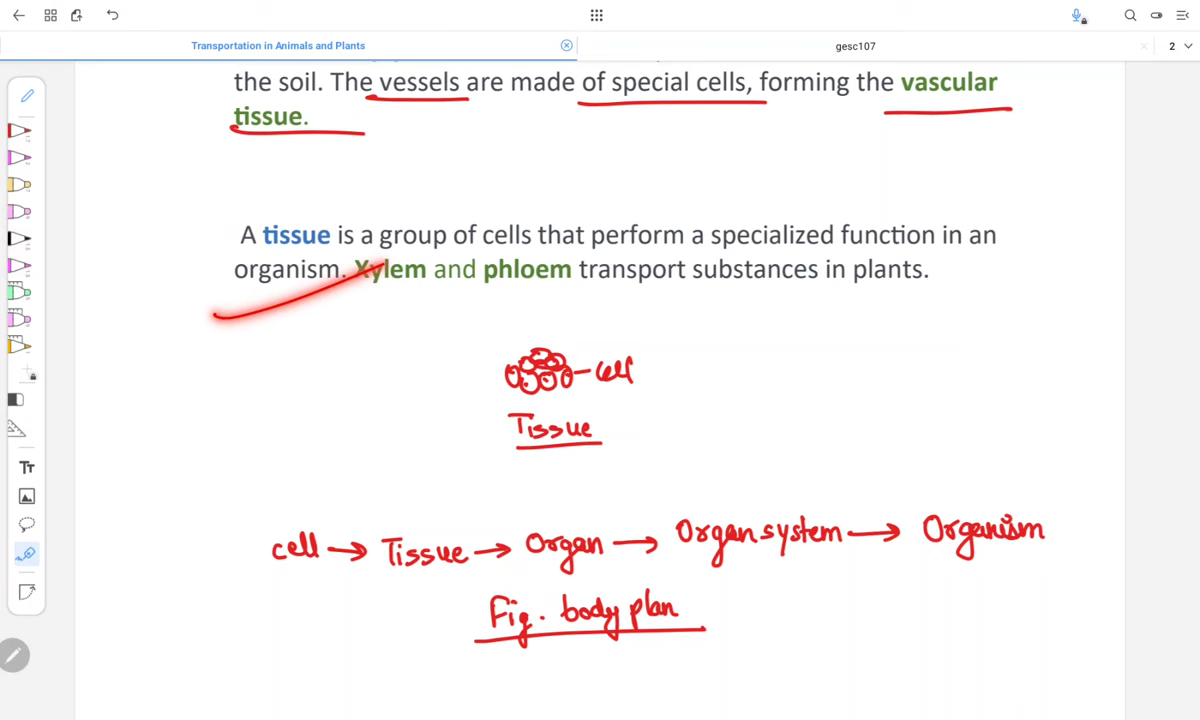 Transportation in Animals and Plants
gesc107
2
the soil. The vessels are made of special cells, forming the vascular
tissue.
A tissue is a group of cells that perform a specialized function in an
organism. Xylem and phloem transport substances in plants.
cell
Tissue
cell → Tissue → Organ → Organ system → Organism
Fig. body plan
TT